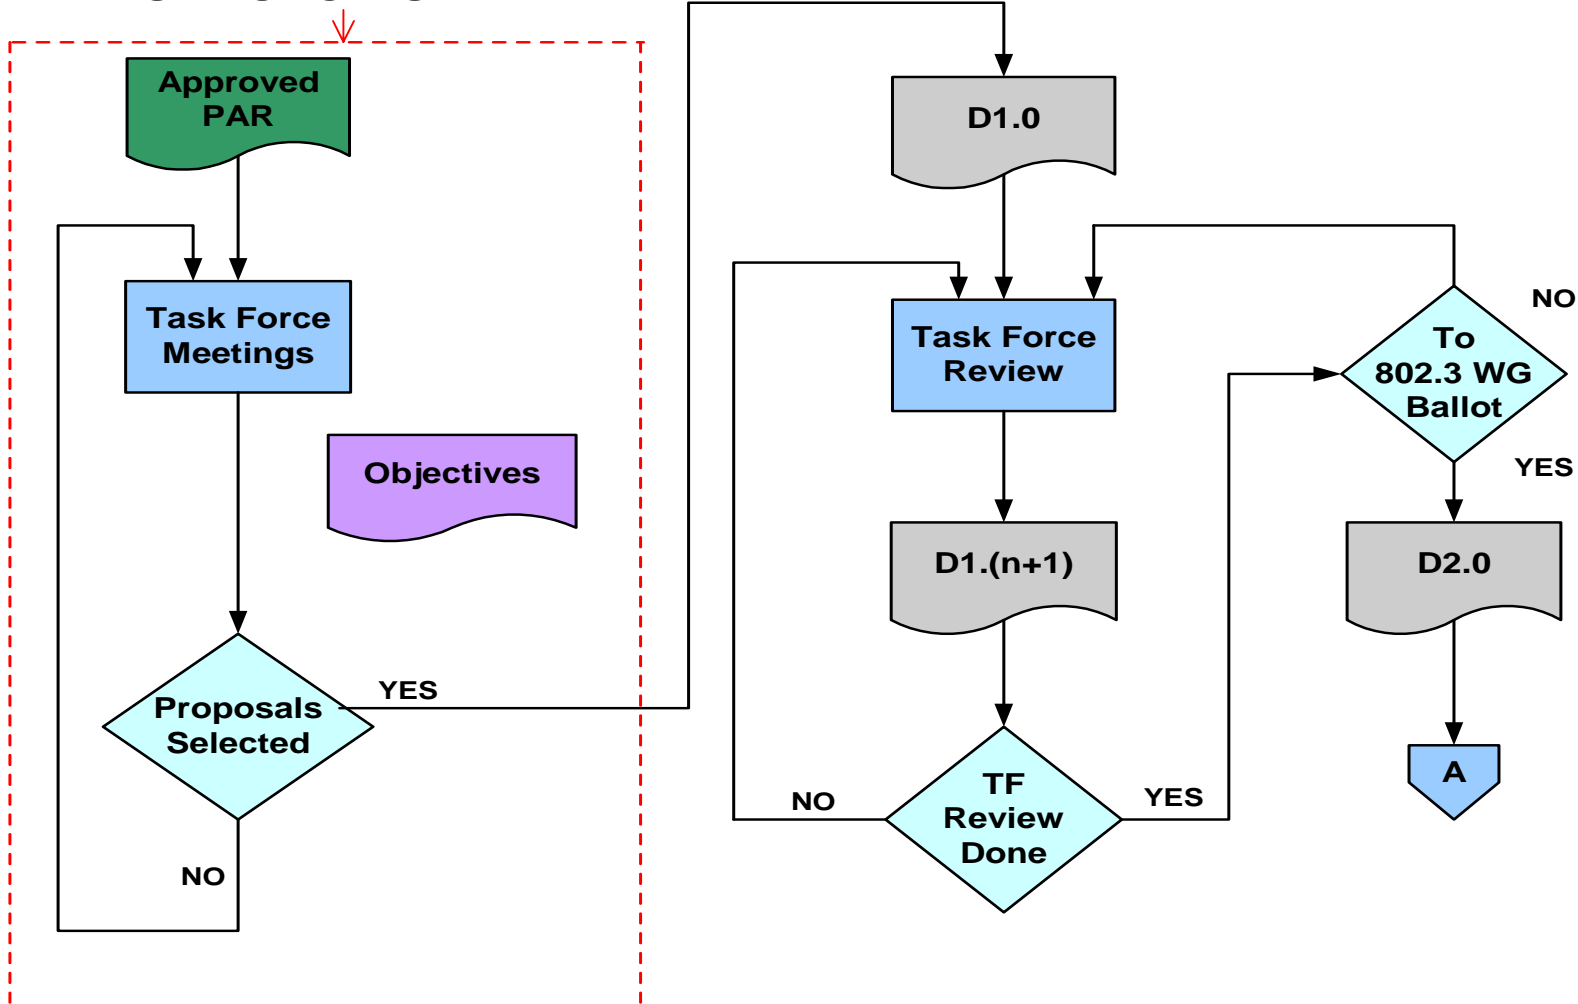 Approved
PAR
Task Force
Meetings
Objectives
Proposals
Selected
YES
NO
D1.0
Task Force
Review
D1.(n+1)
TF
Review
Done
NO
YES
To
802.3 WG
Ballot
NO
YES
D2.0
A